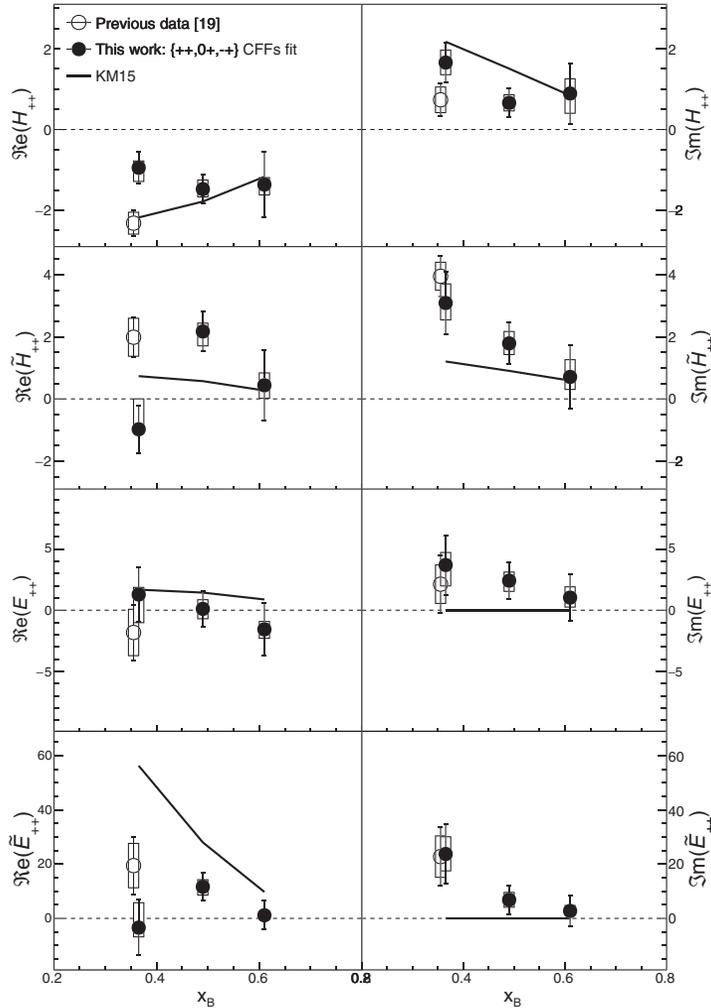 Previous data [19]
This work: {++,0+,-+} CFFs fit
KM15
ℜe(H++)
2
0
−2
2
0
−2
ℑm(H++)
ℜe(H̃++)
4
2
0
−2
4
2
0
−2
ℑm(H̃++)
ℜe(E++)
5
0
−5
5
0
−5
ℑm(E++)
ℜe(Ẽ++)
60
40
20
0
60
40
20
0
ℑm(Ẽ++)
0.2 0.4 0.6 0.4 0.6 0.8
xB xB